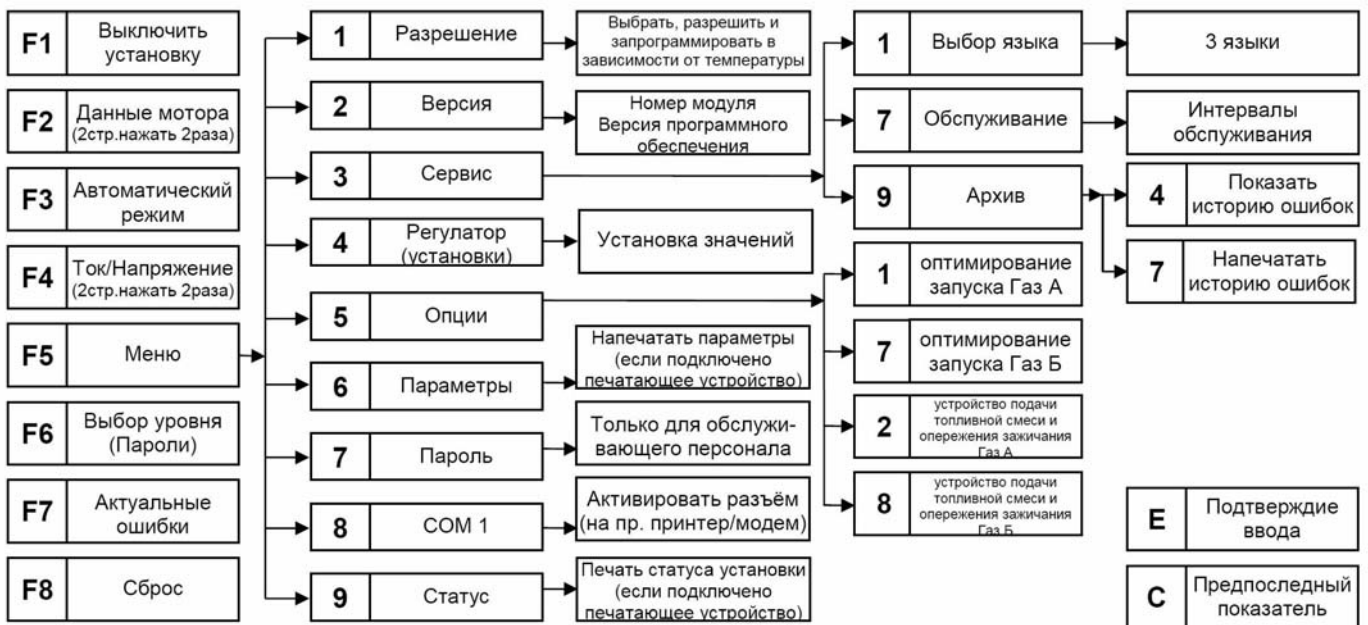 F1
Выключить
установку
F2
Данные мотора
(2стр.нажать 2раза)
F3
Автоматический
режим
F4
Ток/Напряжение
(2стр.нажать 2раза)
F5
Меню
F6
Выбор уровня
(Пароли)
F7
Актуальные
ошибки
F8
Сброс
1
Разрешение
Выбрать, разрешить и
запрограммировать в
зависимости от температуры
2
Версия
Номер модуля
Версия программного
обеспечения
3
Сервис
4
Регулятор
(установки)
Установка значений
5
Опции
6
Параметры
Напечатать параметры
(если подключено
печатающее устройство)
7
Пароль
Только для обслужи-
вающего персонала
8
COM 1
Активировать разъём
(на пр. принтер/модем)
9
Статус
Печать статуса установки
(если подключено
печатающее устройство)
1
Выбор языка
3 языки
7
Обслуживание
Интервалы
обслуживания
9
Архив
4
Показать
историю ошибок
7
Напечатать
историю ошибок
1
оптимирование
запуска Газ А
7
оптимирование
запуска Газ Б
2
устройство подачи
топливной смеси и
опережения зажичания
Газ А
8
устройство подачи
топливной смеси и
опережения зажичания
Газ Б
E
Подтверждие
ввода
C
Предпоследный
показатель